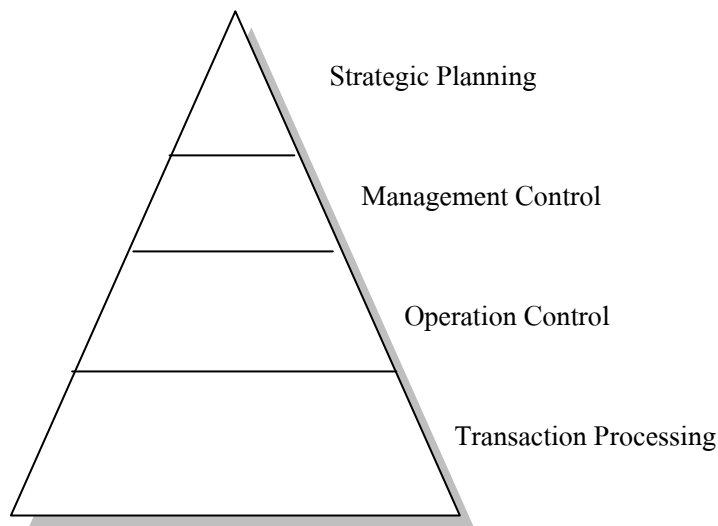 Strategic Planning
Management Control
Operation Control
Transaction Processing